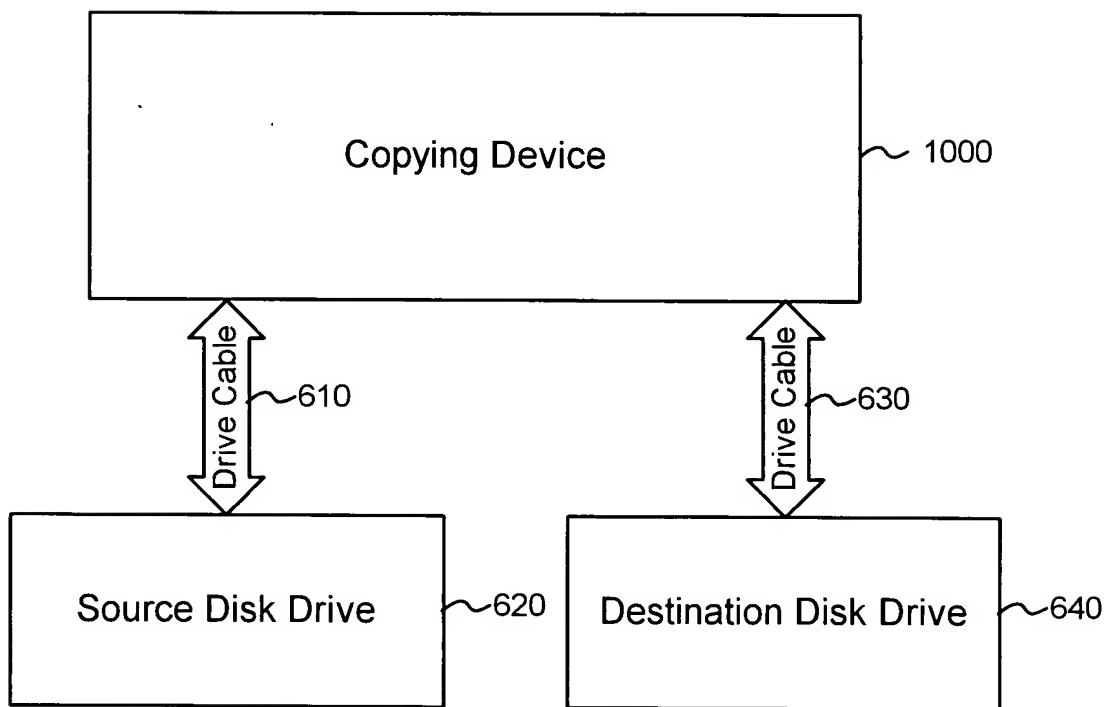 Copying Device
1000
Drive Cable
610
Drive Cable
630
Source Disk Drive
620
Destination Disk Drive
640